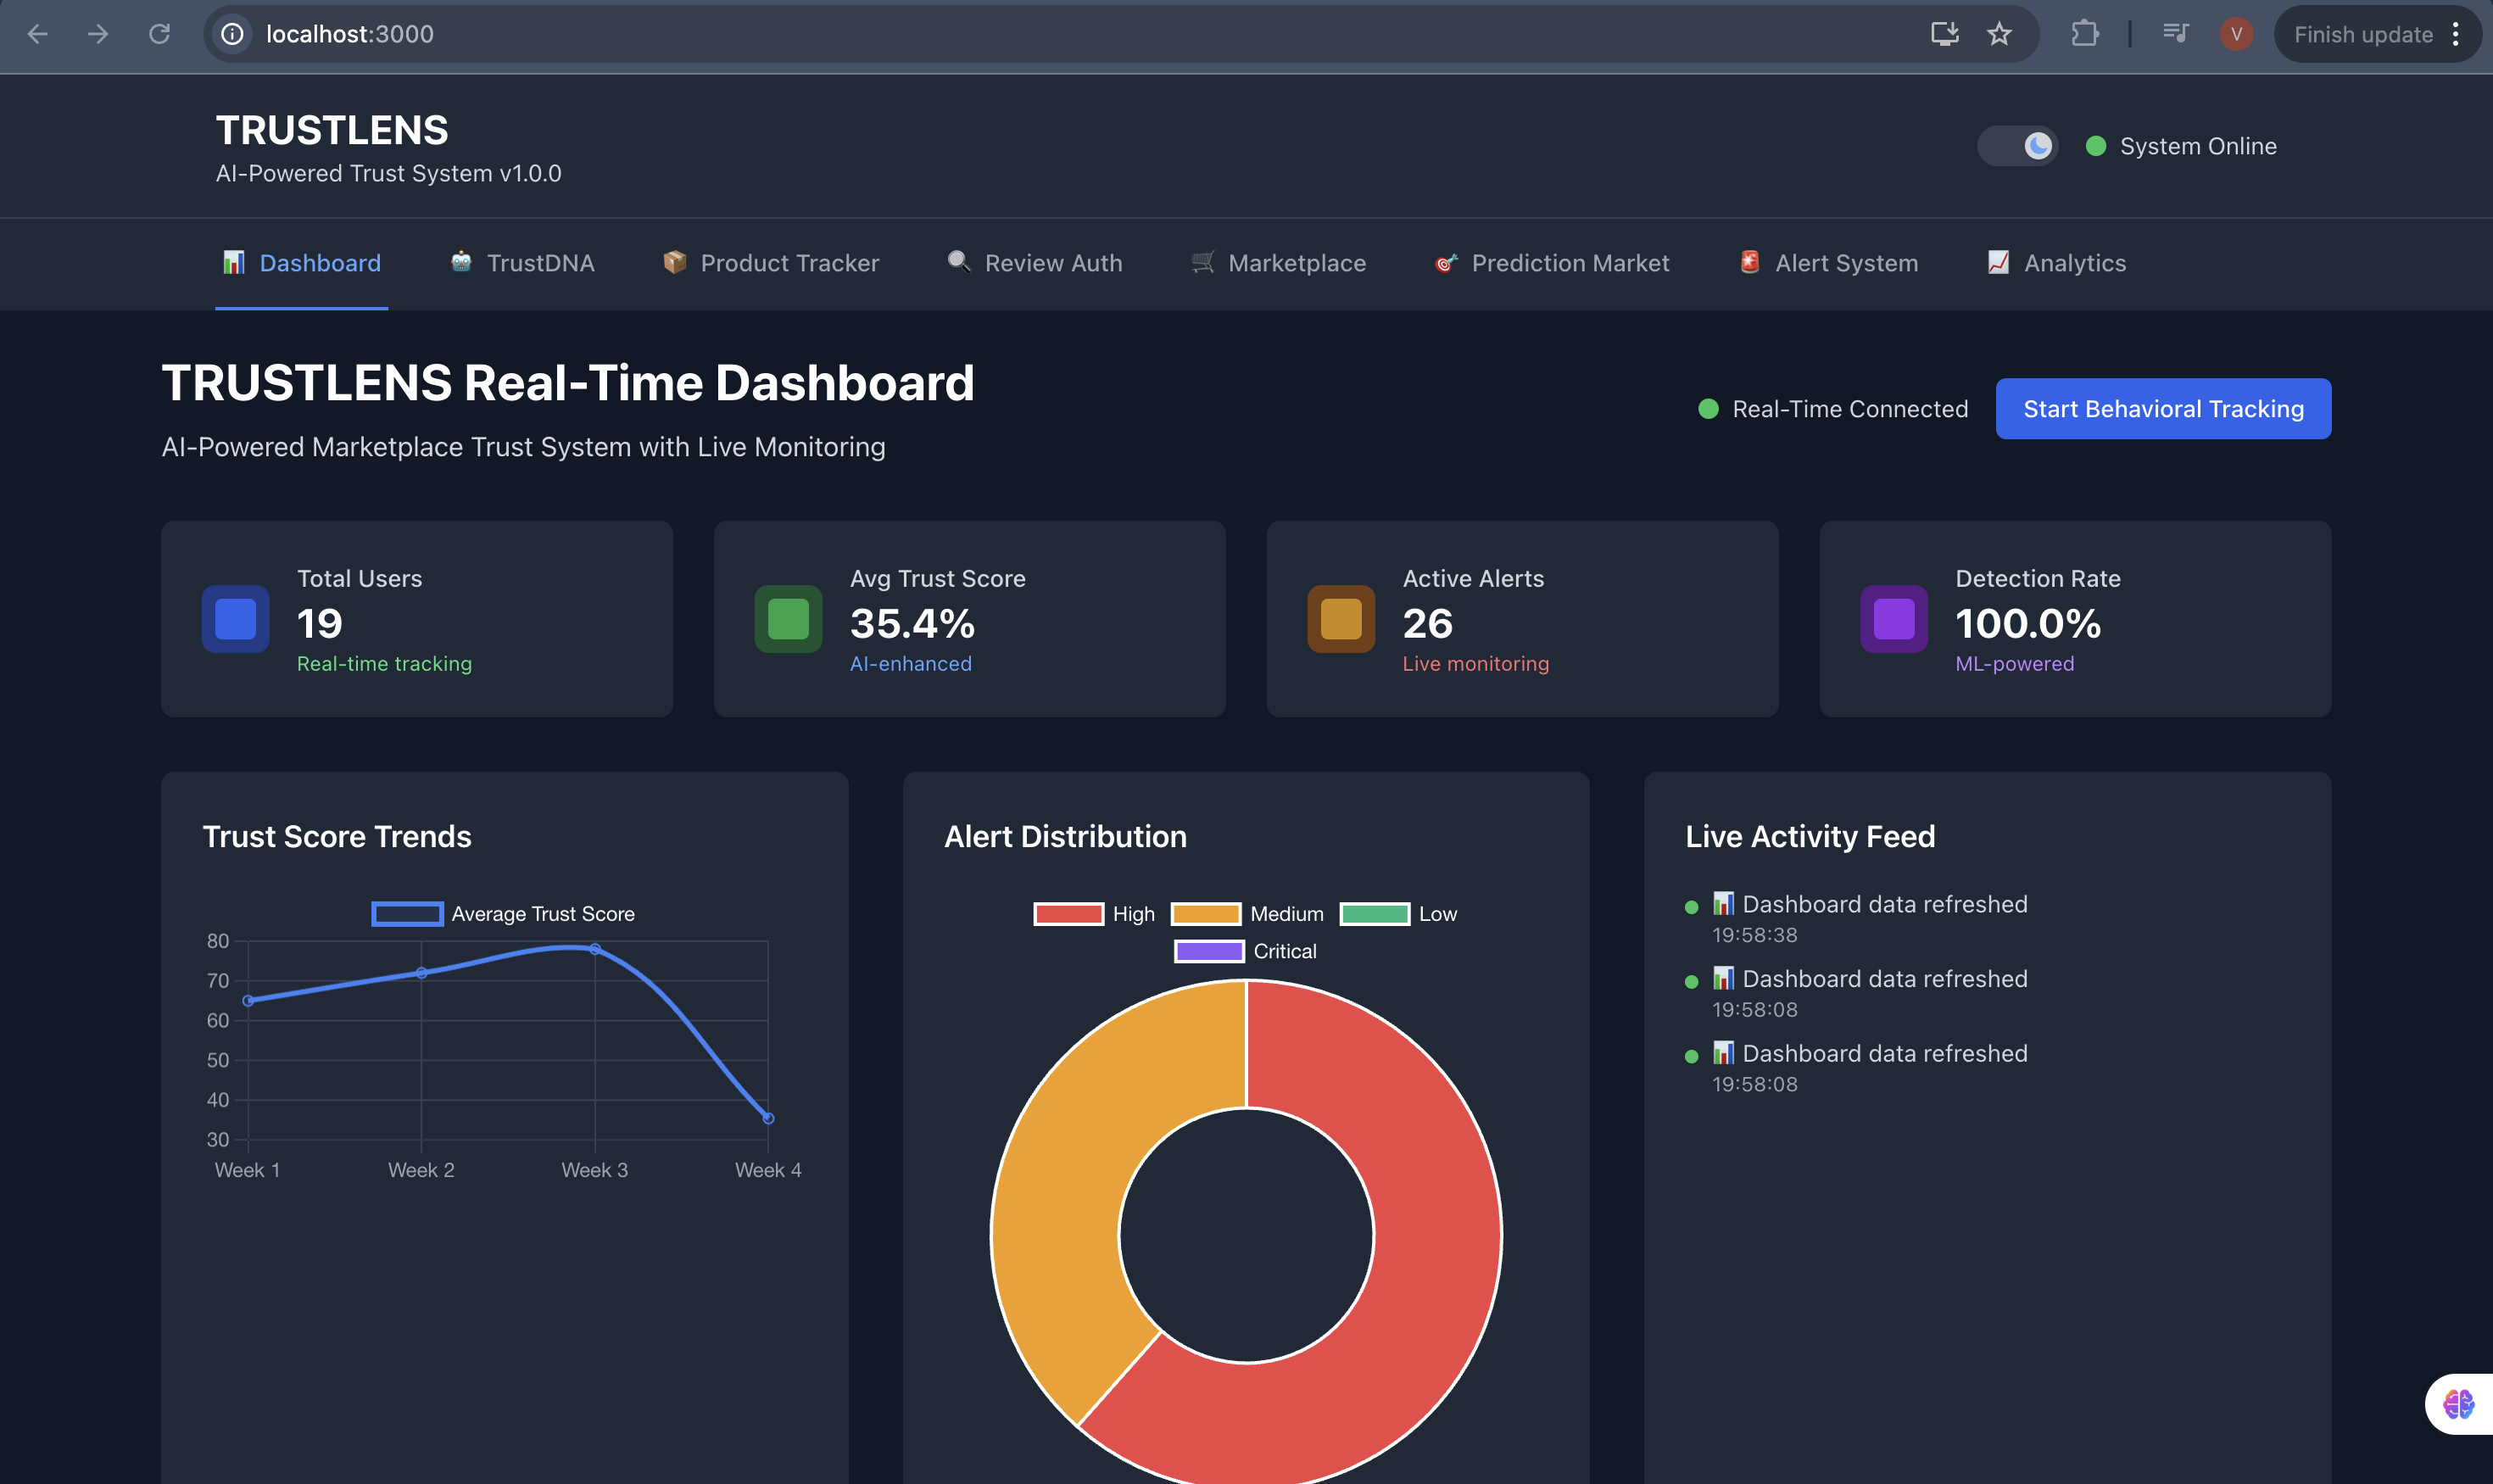 localhost:3000
V
Finish update
TRUSTLENS
AI-Powered Trust System v1.0.0
System Online
Dashboard
TrustDNA
Product Tracker
Review Auth
Marketplace
Prediction Market
Alert System
Analytics
TRUSTLENS Real-Time Dashboard
AI-Powered Marketplace Trust System with Live Monitoring
Real-Time Connected
Start Behavioral Tracking
Total Users
19
Real-time tracking
Avg Trust Score
35.4%
AI-enhanced
Active Alerts
26
Live monitoring
Detection Rate
100.0%
ML-powered
Trust Score Trends
Average Trust Score
80
70
60
50
40
30
Week 1
Week 2
Week 3
Week 4
Alert Distribution
High
Medium
Low
Critical
Live Activity Feed
Dashboard data refreshed
19:58:38
Dashboard data refreshed
19:58:08
Dashboard data refreshed
19:58:08